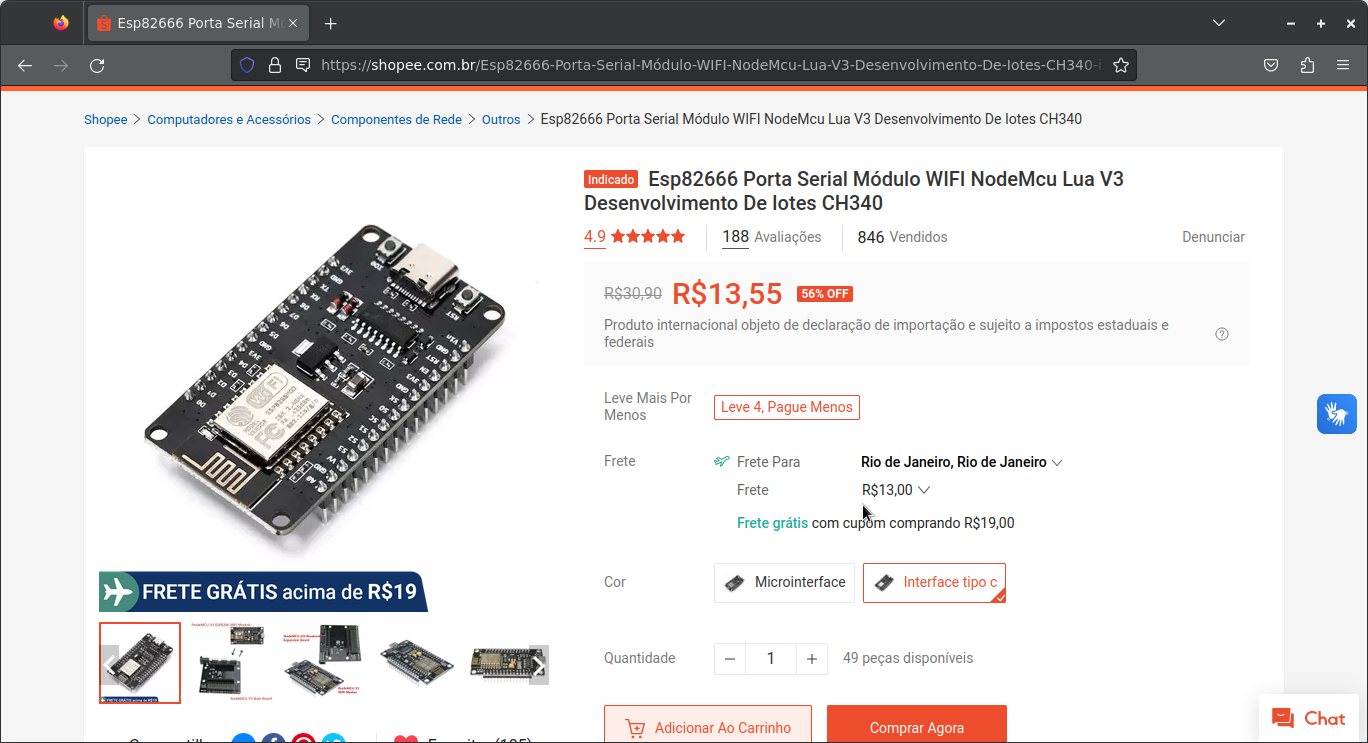 Esp82666 Porta Serial M
https://shopee.com.br/Esp82666-Porta-Serial-Módulo-WIFI-NodeMcu-Lua-V3-Desenvolvimento-De-Iotes-CH340-i
Shopee > Computadores e Acessórios > Componentes de Rede > Outros > Esp82666 Porta Serial Módulo WIFI NodeMcu Lua V3 Desenvolvimento De Iotes CH340
Indicado Esp82666 Porta Serial Módulo WIFI NodeMcu Lua V3
Desenvolvimento De Iotes CH340
4.9 188 Avaliações 846 Vendidos Denunciar
R$30,90 R$13,55 56% OFF
Produto internacional objeto de declaração de importação e sujeito a impostos estaduais e
federais
Leve Mais Por
Menos
Leve 4, Pague Menos
Frete Frete Para Rio de Janeiro, Rio de Janeiro
Frete R$13,00
Frete grátis com cupom comprando R$19,00
FRETE GRÁTIS acima de R$19
Cor Microinterface Interface tipo c
Quantidade 1 49 peças disponíveis
Adicionar Ao Carrinho Comprar Agora
Chat